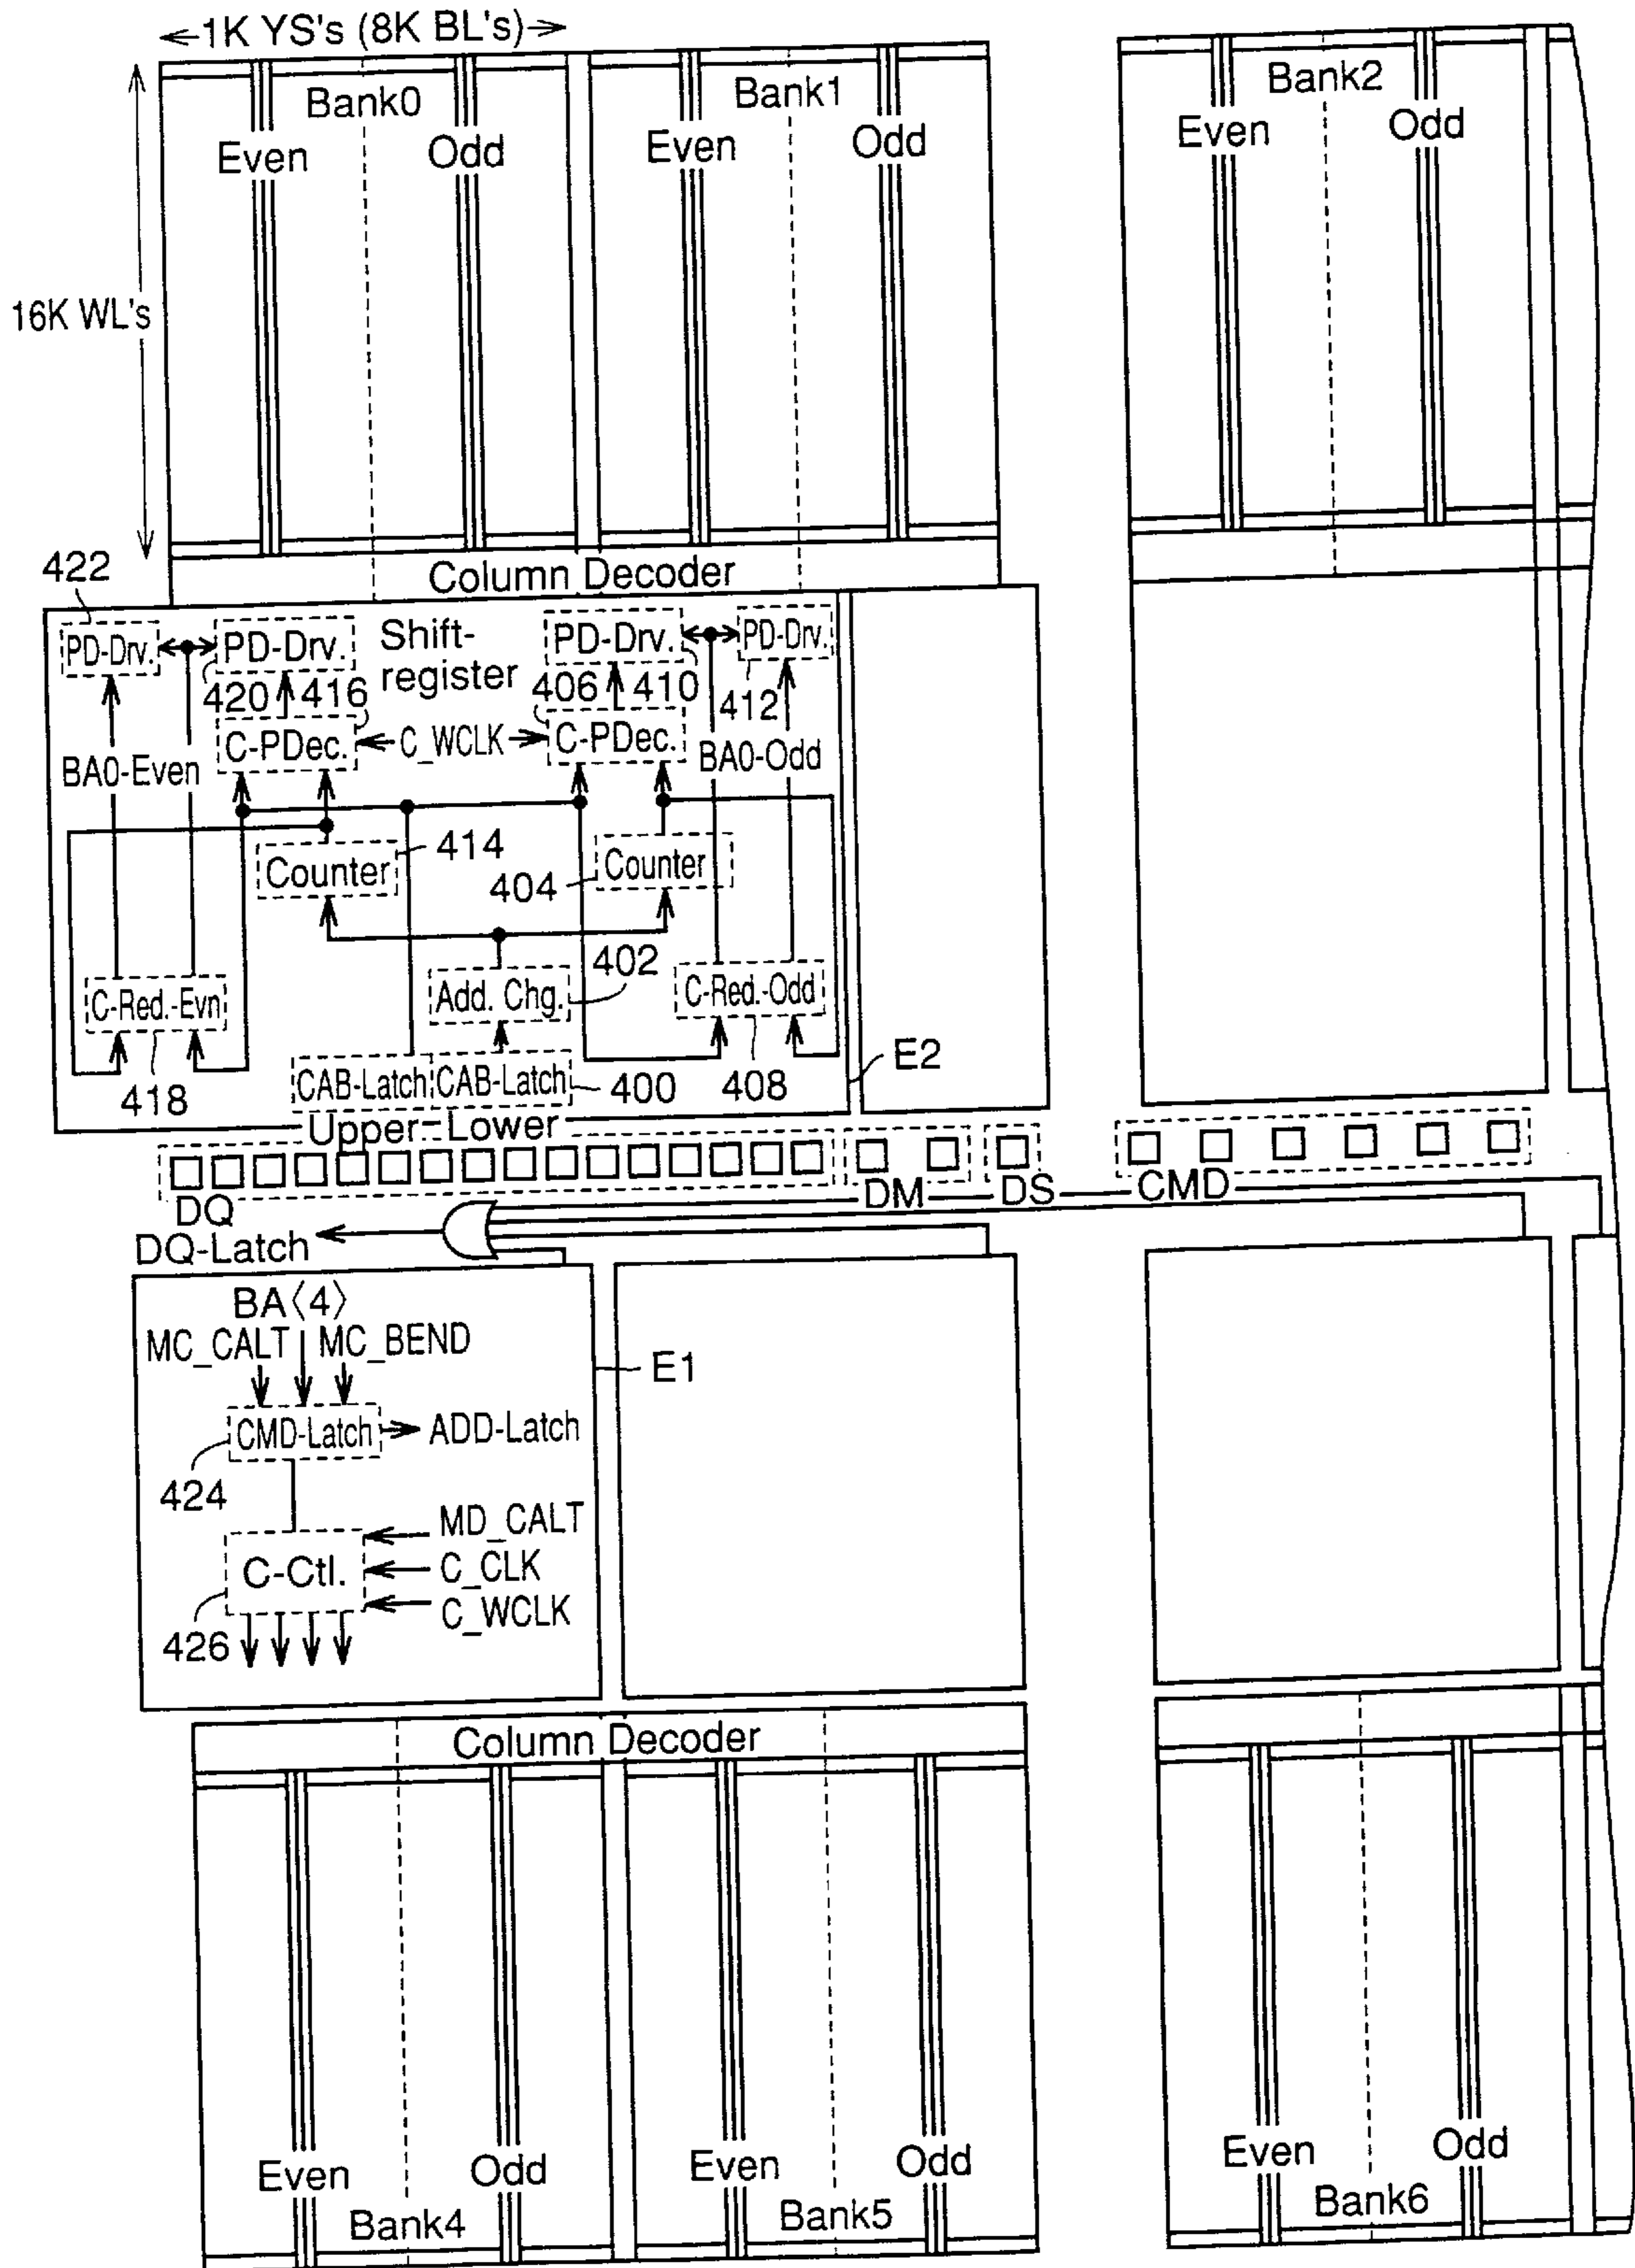 1K YS's (8K BL's)
Bank0
Bank1
Bank2
Even
Odd
Even
Odd
Even
Odd
16K WL's
Column Decoder
422
PD-Drv.
PD-Drv.
Shift-
register
PD-Drv.
PD-Drv.
420
416
406
410
412
C-PDec.
C_WCLK
C-PDec.
BA0-Even
BA0-Odd
Counter
414
404
Counter
402
C-Red.-Evn
Add. Chg.
C-Red.-Odd
418
CAB-Latch
CAB-Latch
400
408
E2
Upper
Lower
DQ
DM
DS
CMD
DQ-Latch
BA〈4〉
MC_CALT
MC_BEND
E1
CMD-Latch
ADD-Latch
424
MD_CALT
C-Ctl.
C_CLK
C_WCLK
426
Column Decoder
Even
Odd
Even
Odd
Even
Odd
Bank4
Bank5
Bank6